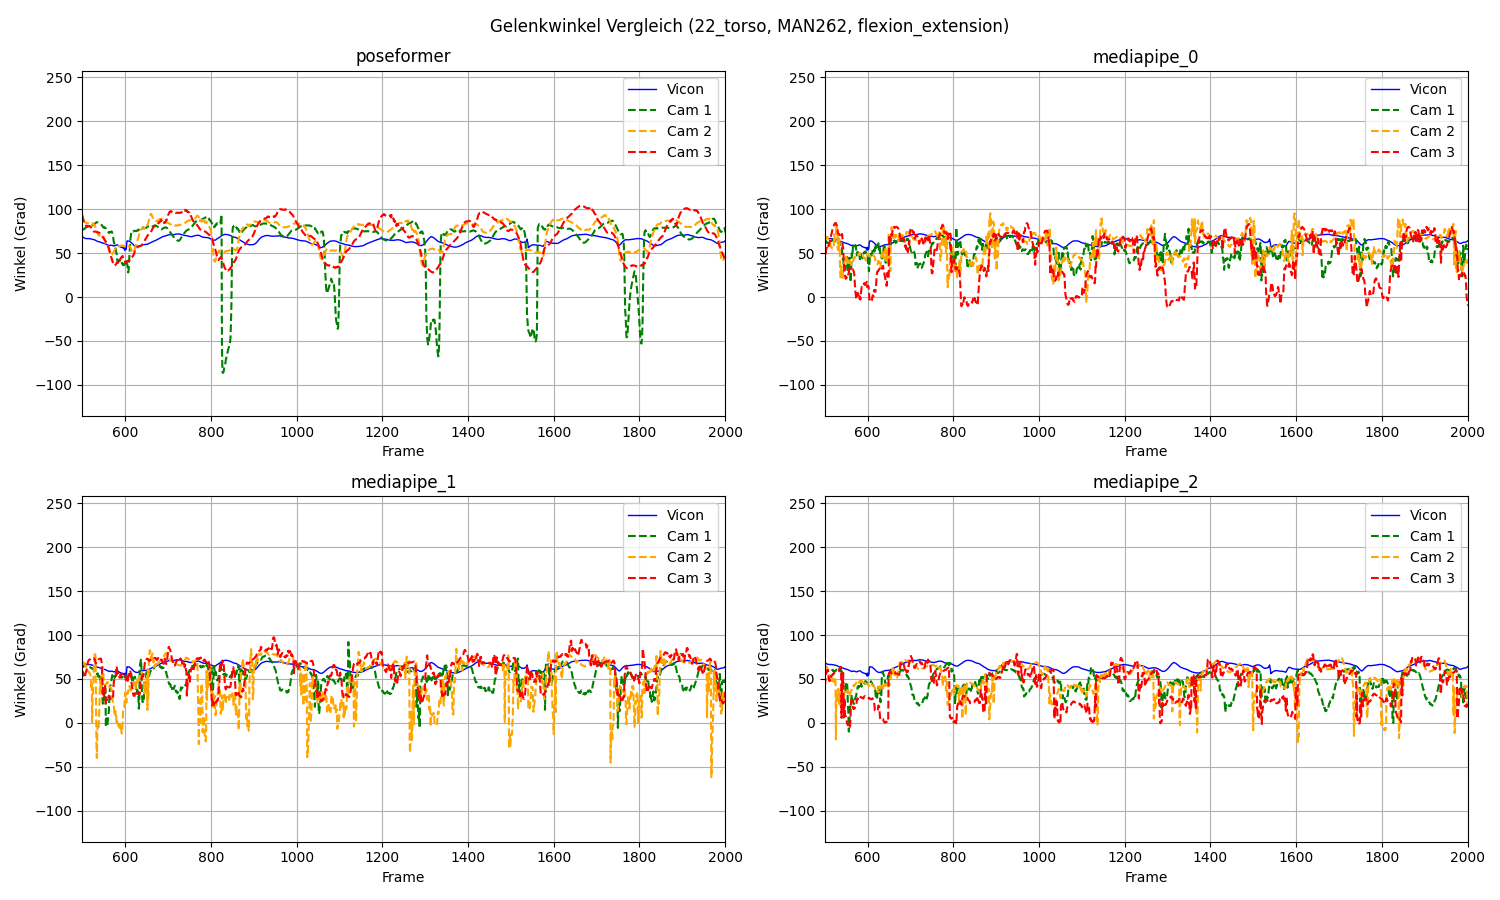 Gelenkwinkel Vergleich (22_torso, MAN262, flexion_extension)
poseformer
250
200
150
100
50
0
−50
−100
Winkel (Grad)
600 800 1000 1200 1400 1600 1800 2000
Frame
Vicon
Cam 1
Cam 2
Cam 3
mediapipe_0
250
200
150
100
50
0
−50
−100
Winkel (Grad)
600 800 1000 1200 1400 1600 1800 2000
Frame
Vicon
Cam 1
Cam 2
Cam 3
mediapipe_1
250
200
150
100
50
0
−50
−100
Winkel (Grad)
600 800 1000 1200 1400 1600 1800 2000
Frame
Vicon
Cam 1
Cam 2
Cam 3
mediapipe_2
250
200
150
100
50
0
−50
−100
Winkel (Grad)
600 800 1000 1200 1400 1600 1800 2000
Frame
Vicon
Cam 1
Cam 2
Cam 3